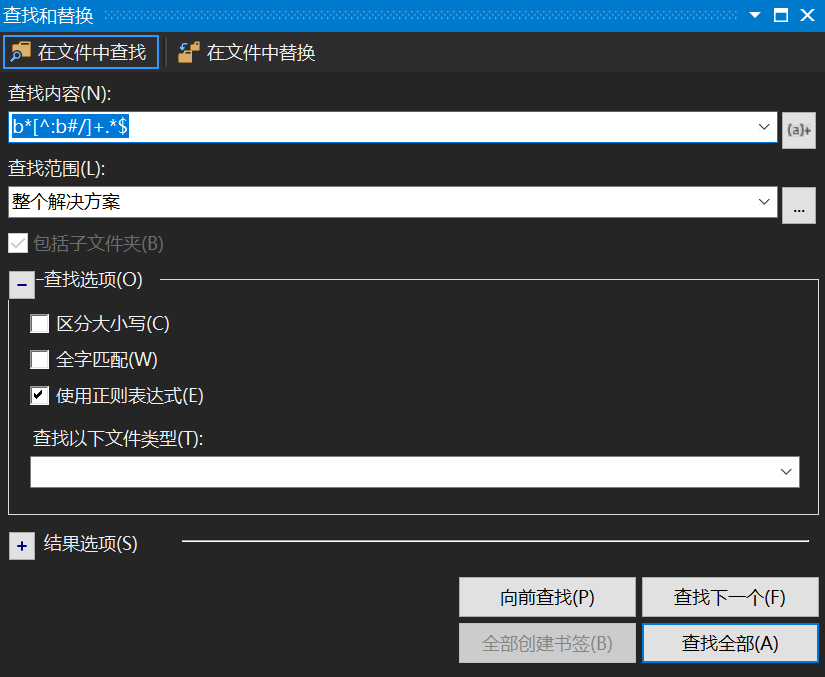 查找和替换
在文件中查找 在文件中替换
查找内容(N):
b*[^:b#/]+.*$
(a)+
查找范围(L):
整个解决方案
...
包括子文件夹(B)
查找选项(O)
区分大小写(C)
全字匹配(W)
使用正则表达式(E)
查找以下文件类型(T):
结果选项(S)
向前查找(P) 查找下一个(F)
全部创建书签(B) 查找全部(A)